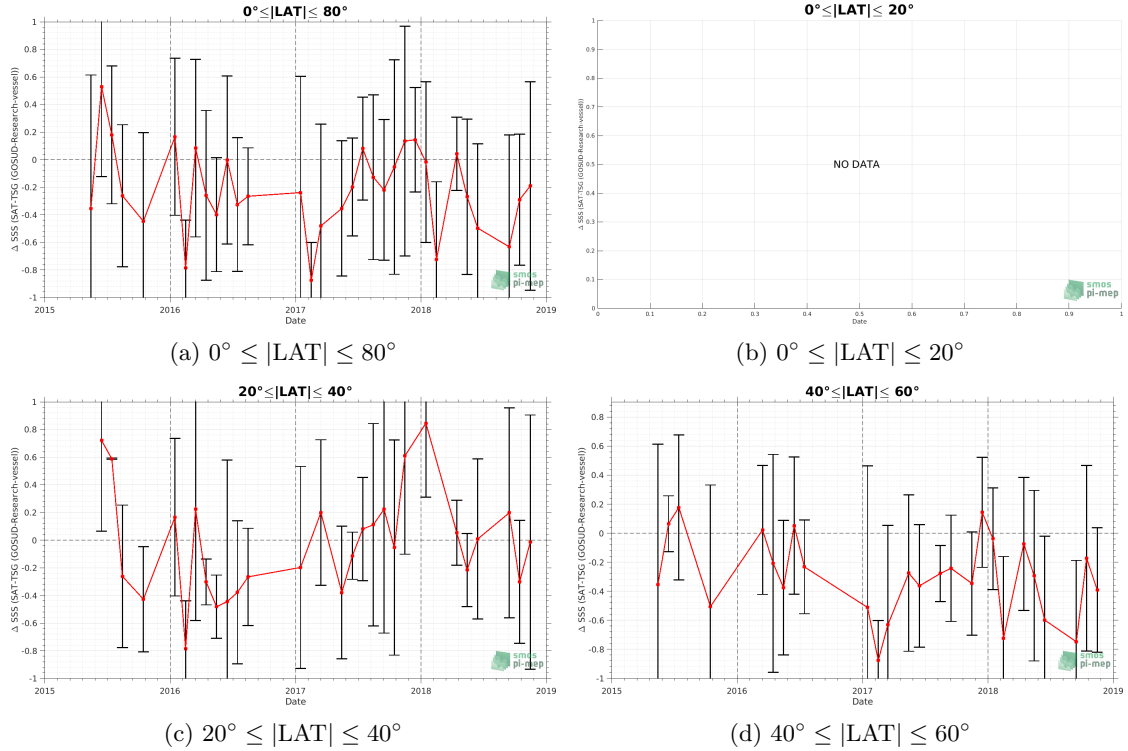 0°≤|LAT|≤ 80°
Δ SSS (SAT-TSG (GOSUD-Research-vessel))
1
0.8
0.6
0.4
0.2
0
-0.2
-0.4
-0.6
-0.8
-1
2015 2016 2017 2018 2019
Date
smos
pi-mep
(a) 0° ≤ |LAT| ≤ 80°
0°≤|LAT|≤ 20°
Δ SSS (SAT-TSG (GOSUD-Research-vessel))
1
0.9
0.8
0.7
0.6
0.5
0.4
0.3
0.2
0.1
0
NO DATA
0 0.1 0.2 0.3 0.4 0.5 0.6 0.7 0.8 0.9 1
Date
smos
pi-mep
(b) 0° ≤ |LAT| ≤ 20°
20°≤|LAT|≤ 40°
Δ SSS (SAT-TSG (GOSUD-Research-vessel))
1
0.8
0.6
0.4
0.2
0
-0.2
-0.4
-0.6
-0.8
-1
2015 2016 2017 2018 2019
Date
smos
pi-mep
(c) 20° ≤ |LAT| ≤ 40°
40°≤|LAT|≤ 60°
Δ SSS (SAT-TSG (GOSUD-Research-vessel))
0.8
0.6
0.4
0.2
0
-0.2
-0.4
-0.6
-0.8
-1
2015 2016 2017 2018 2019
Date
smos
pi-mep
(d) 40° ≤ |LAT| ≤ 60°